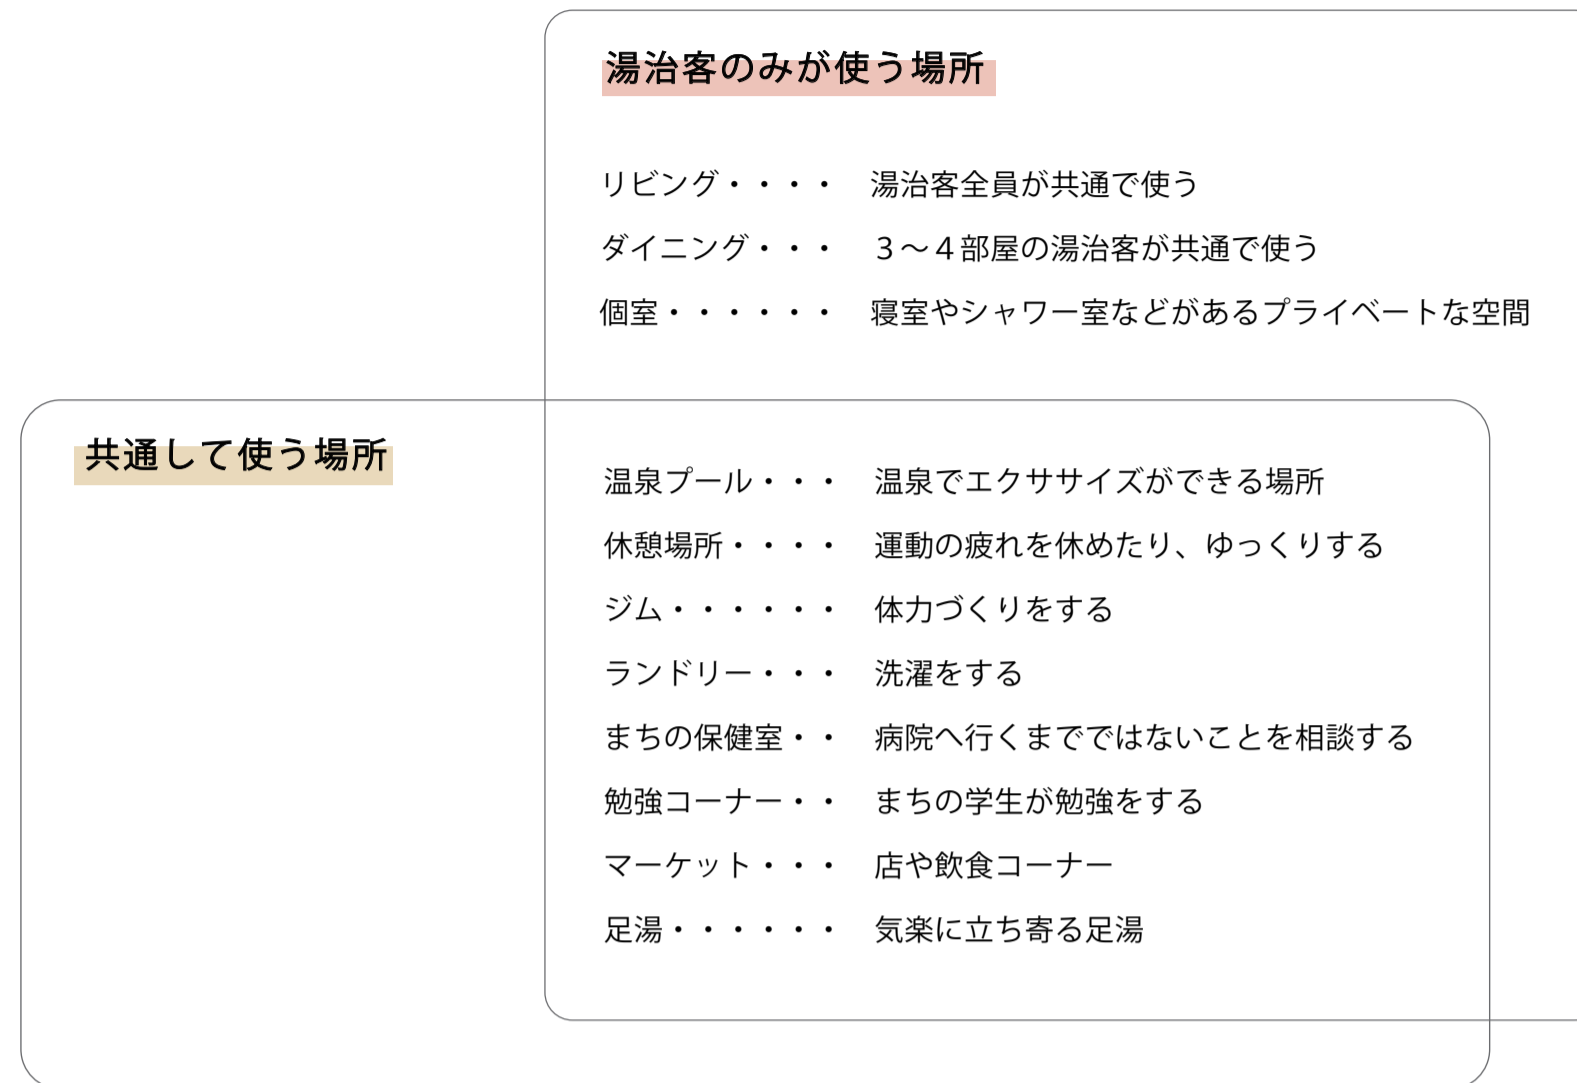 湯治客のみが使う場所
リビング・・・・　湯治客全員が共通で使う
ダイニング・・・　３～４部屋の湯治客が共通で使う
個室・・・・・・　寝室やシャワー室などがあるプライベートな空間
共通して使う場所
温泉プール・・・　温泉でエクササイズができる場所
休憩場所・・・・　運動の疲れを休めたり、ゆっくりする
ジム・・・・・・　体力づくりをする
ランドリー・・・　洗濯をする
まちの保健室・・　病院へ行くまでではないことを相談する
勉強コーナー・・　まちの学生が勉強をする
マーケット・・・　店や飲食コーナー
足湯・・・・・・　気楽に立ち寄る足湯